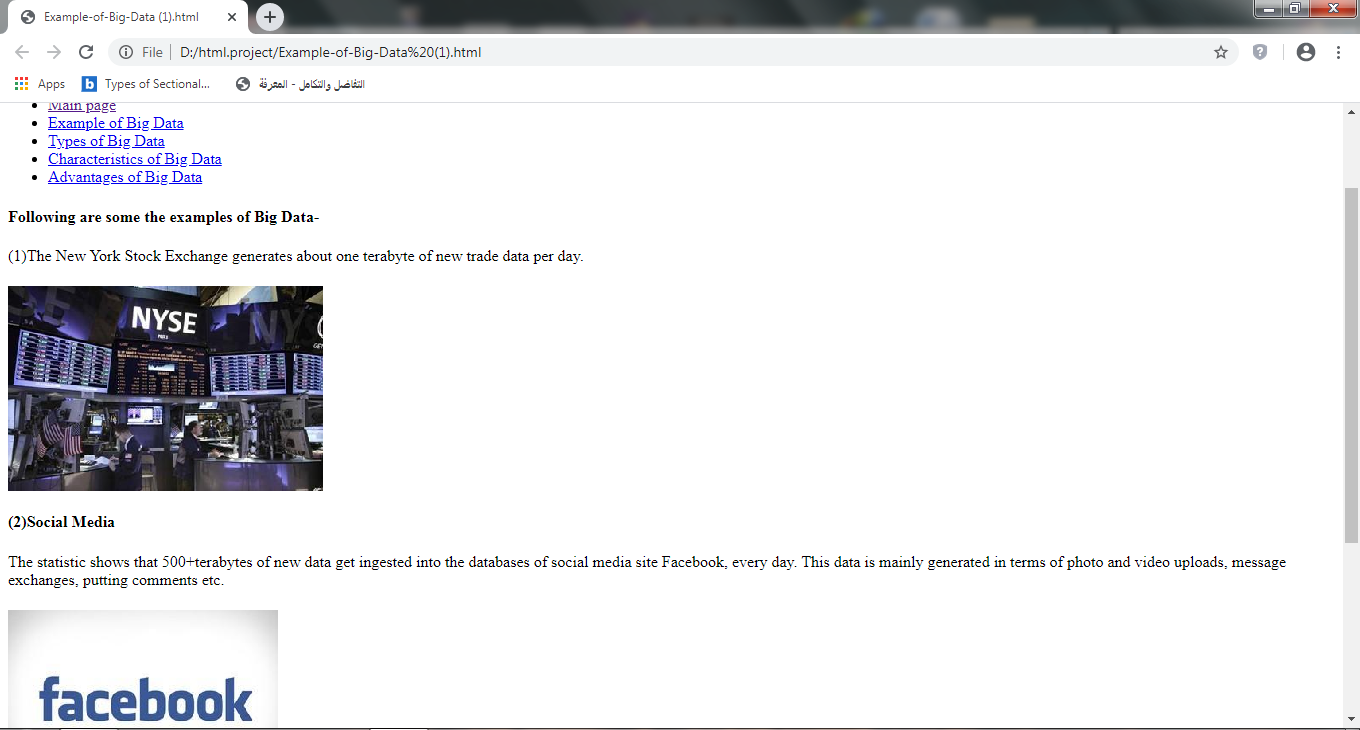 Example-of-Big-Data (1).html
File D:/html.project/Example-of-Big-Data%20(1).html
Apps Types of Sectional... التفاضل والتكامل - المعرفة
Main page
Example of Big Data
Types of Big Data
Characteristics of Big Data
Advantages of Big Data
Following are some the examples of Big Data-
(1)The New York Stock Exchange generates about one terabyte of new trade data per day.
NYSE
(2)Social Media
The statistic shows that 500+terabytes of new data get ingested into the databases of social media site Facebook, every day. This data is mainly generated in terms of photo and video uploads, message
exchanges, putting comments etc.
facebook